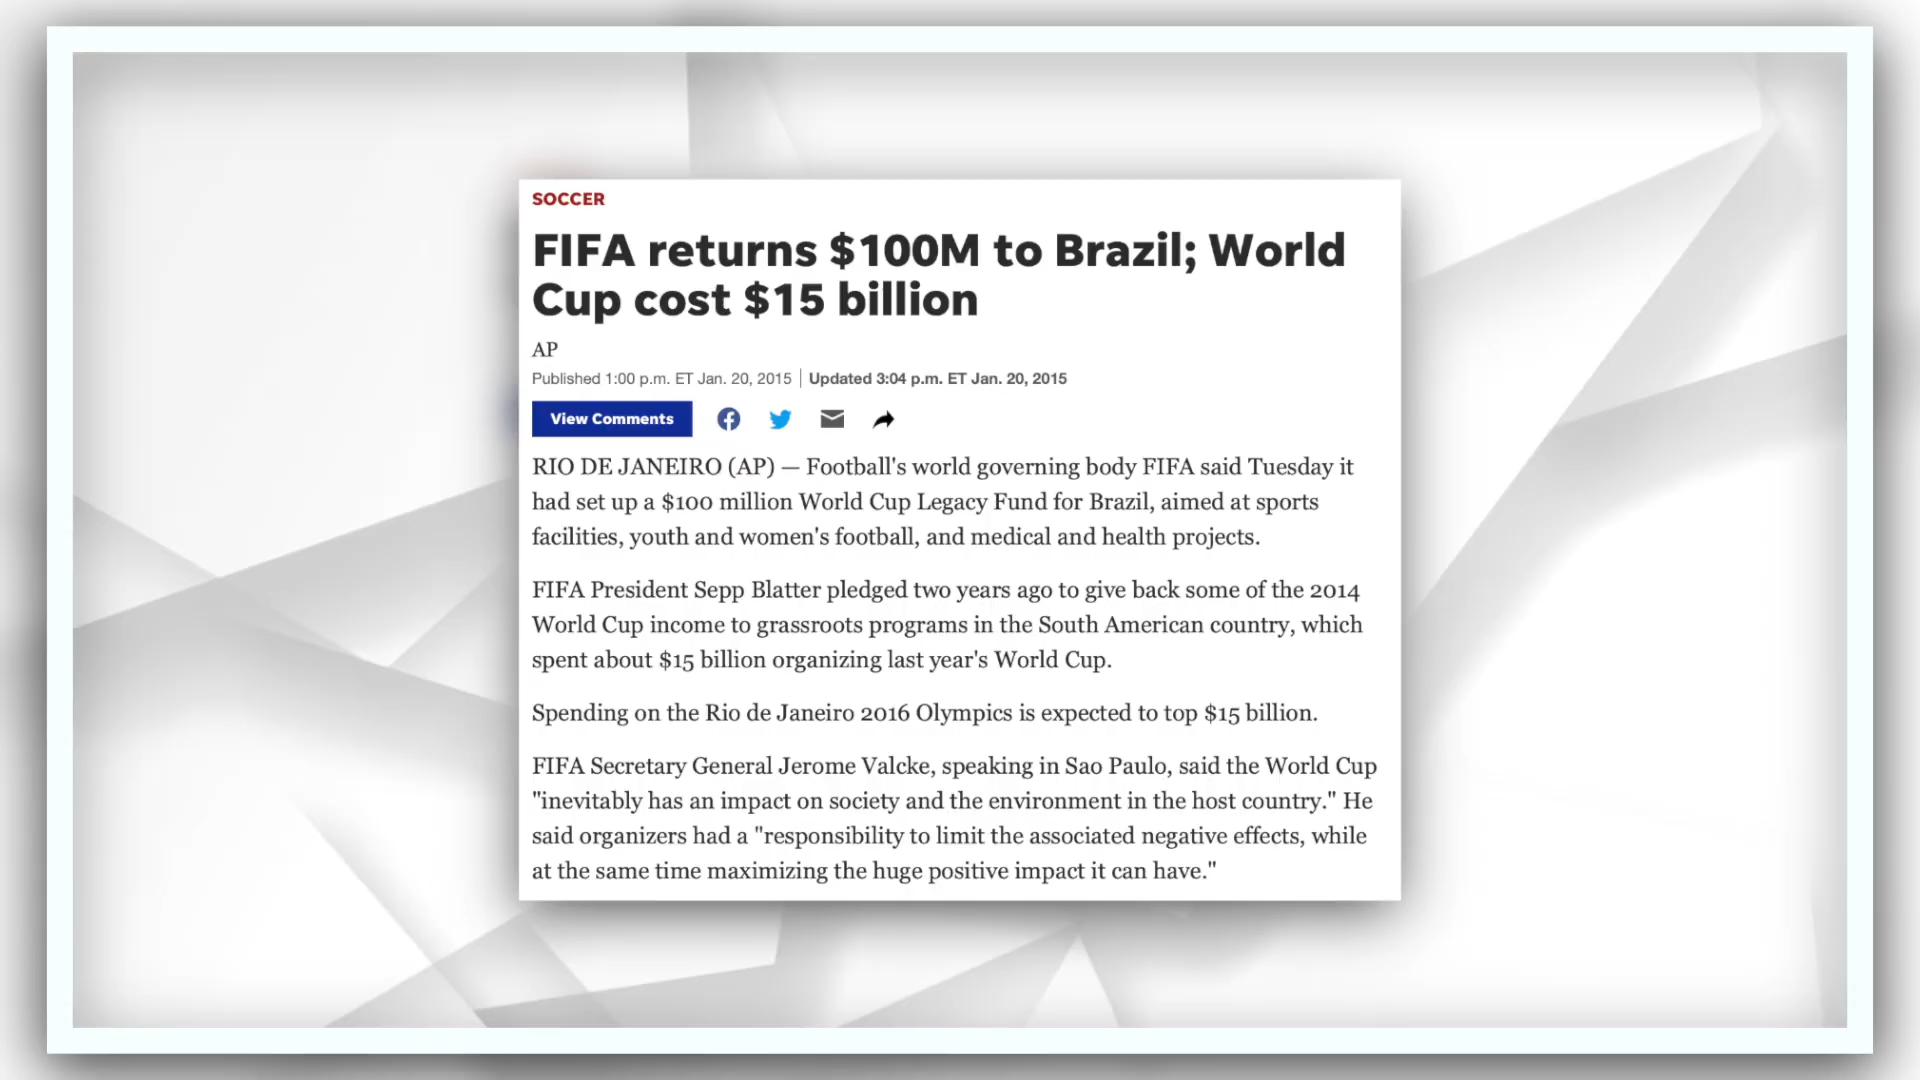 SOCCER
FIFA returns $100M to Brazil; World
Cup cost $15 billion
AP
Published 1:00 p.m. ET Jan. 20, 2015 | Updated 3:04 p.m. ET Jan. 20, 2015
View Comments
RIO DE JANEIRO (AP) — Football's world governing body FIFA said Tuesday it
had set up a $100 million World Cup Legacy Fund for Brazil, aimed at sports
facilities, youth and women's football, and medical and health projects.
FIFA President Sepp Blatter pledged two years ago to give back some of the 2014
World Cup income to grassroots programs in the South American country, which
spent about $15 billion organizing last year's World Cup.
Spending on the Rio de Janeiro 2016 Olympics is expected to top $15 billion.
FIFA Secretary General Jerome Valcke, speaking in Sao Paulo, said the World Cup
"inevitably has an impact on society and the environment in the host country." He
said organizers had a "responsibility to limit the associated negative effects, while
at the same time maximizing the huge positive impact it can have."